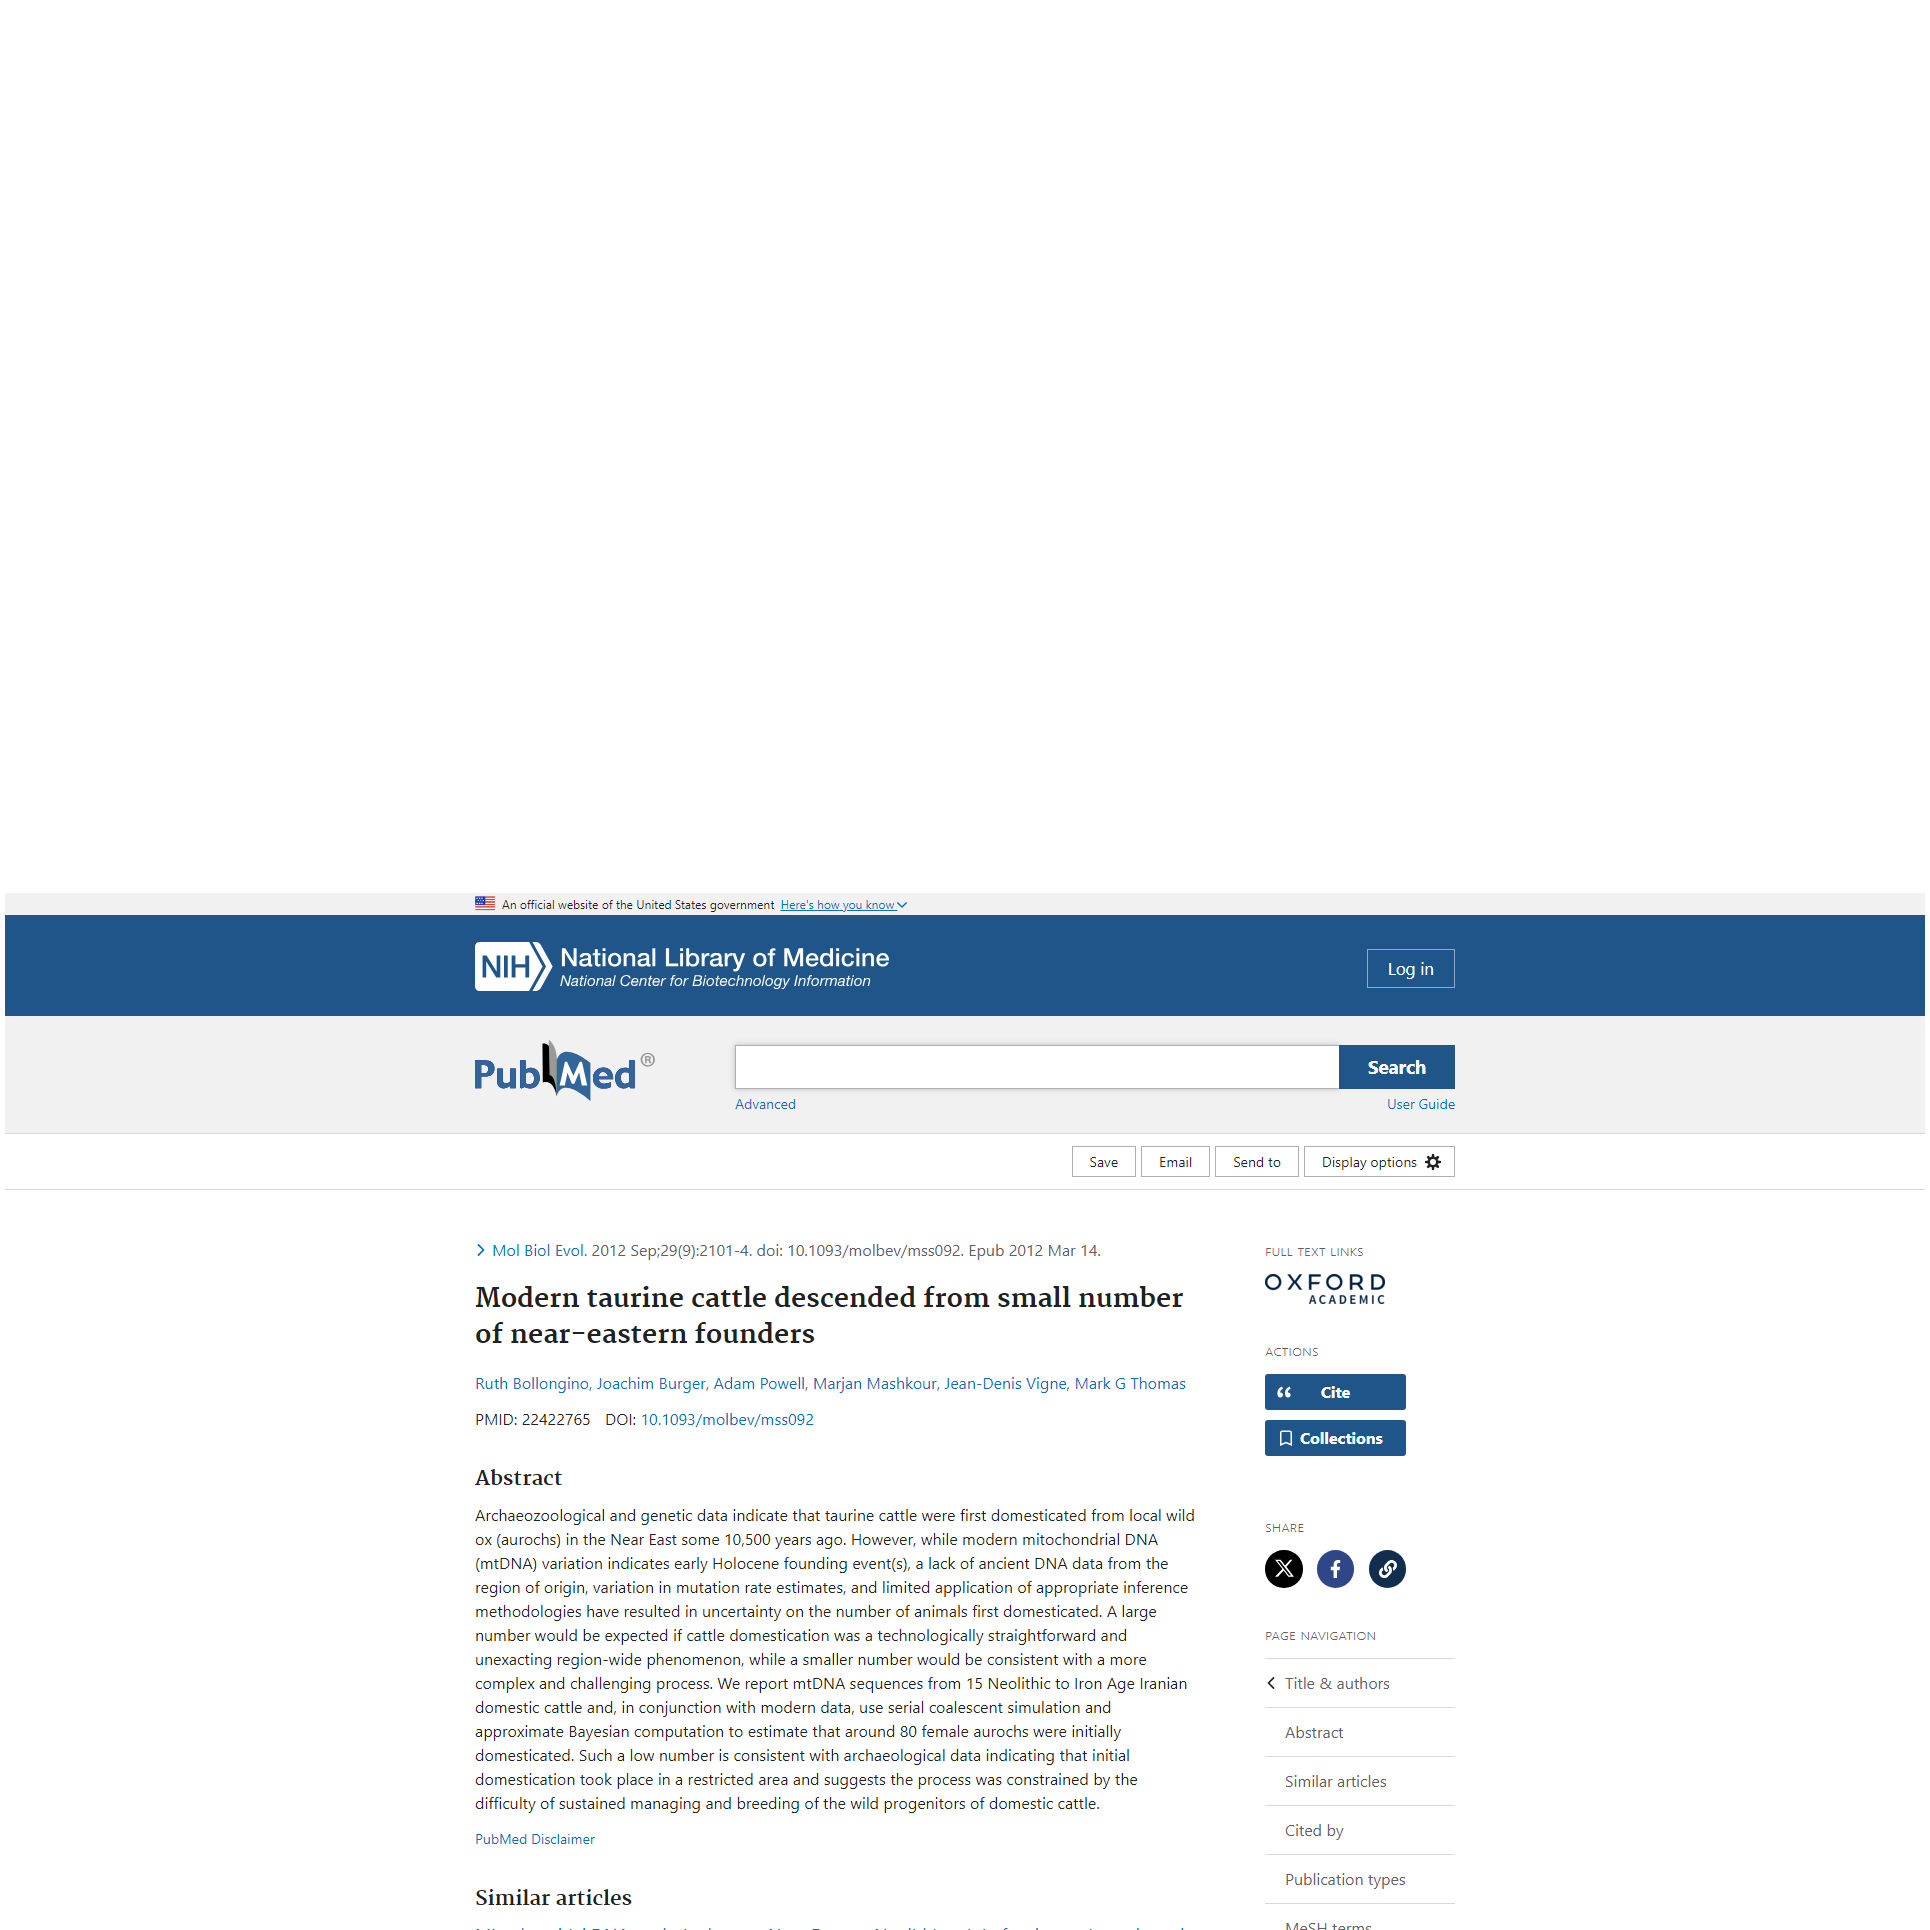 An official website of the United States government Here's how you know
NIH National Library of Medicine
National Center for Biotechnology Information
Log in
PubMed®
Search
Advanced
User Guide
Save
Email
Send to
Display options
Mol Biol Evol. 2012 Sep;29(9):2101-4. doi: 10.1093/molbev/mss092. Epub 2012 Mar 14.
Modern taurine cattle descended from small number
of near-eastern founders
Ruth Bollongino, Joachim Burger, Adam Powell, Marjan Mashkour, Jean-Denis Vigne, Mark G Thomas
PMID: 22422765 DOI: 10.1093/molbev/mss092
Abstract
Archaeozoological and genetic data indicate that taurine cattle were first domesticated from local wild
ox (aurochs) in the Near East some 10,500 years ago. However, while modern mitochondrial DNA
(mtDNA) variation indicates early Holocene founding event(s), a lack of ancient DNA data from the
region of origin, variation in mutation rate estimates, and limited application of appropriate inference
methodologies have resulted in uncertainty on the number of animals first domesticated. A large
number would be expected if cattle domestication was a technologically straightforward and
unexacting region-wide phenomenon, while a smaller number would be consistent with a more
complex and challenging process. We report mtDNA sequences from 15 Neolithic to Iron Age Iranian
domestic cattle and, in conjunction with modern data, use serial coalescent simulation and
approximate Bayesian computation to estimate that around 80 female aurochs were initially
domesticated. Such a low number is consistent with archaeological data indicating that initial
domestication took place in a restricted area and suggests the process was constrained by the
difficulty of sustained managing and breeding of the wild progenitors of domestic cattle.
PubMed Disclaimer
Similar articles
FULL TEXT LINKS
OXFORD
ACADEMIC
ACTIONS
Cite
Collections
SHARE
PAGE NAVIGATION
Title & authors
Abstract
Similar articles
Cited by
Publication types
MeSH terms